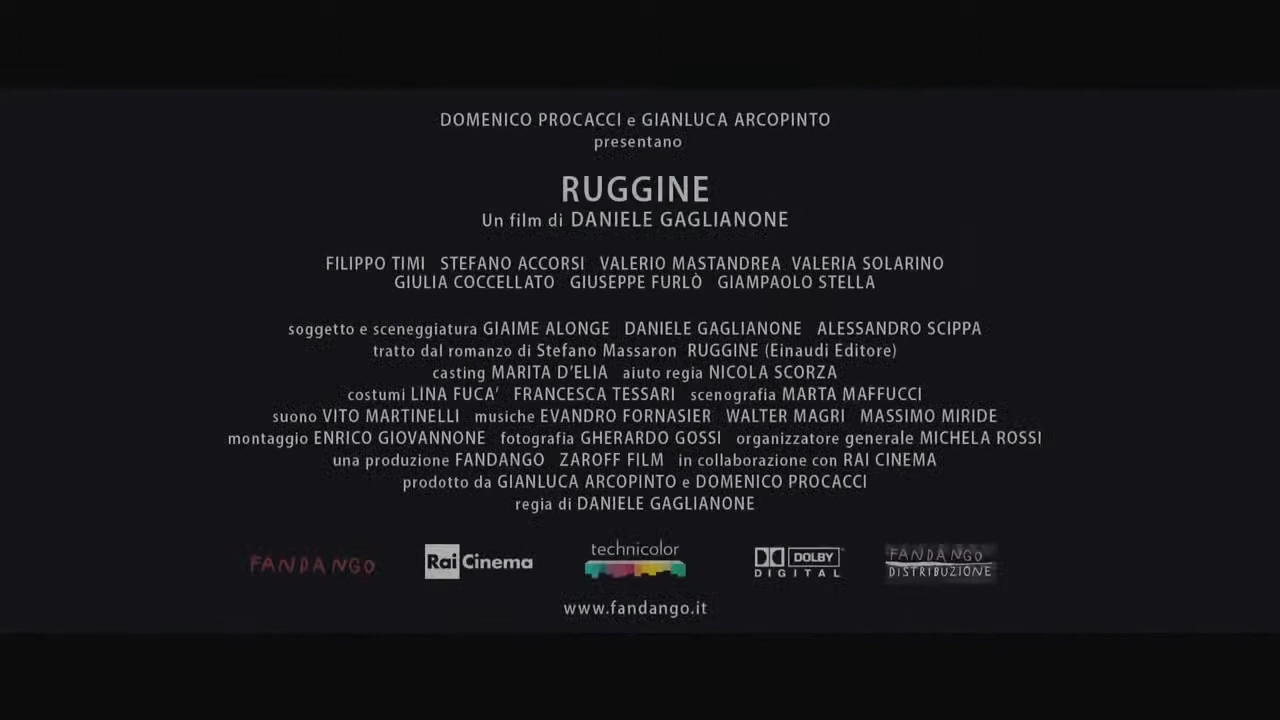 DOMENICO PROCACCI e GIANLUCA ARCOPINTO
presentano
RUGGINE
Un film di DANIELE GAGLIANONE
FILIPPO TIMI STEFANO ACCORSI VALERIO MASTANDREA VALERIA SOLARINO
GIULIA COCCELLATO GIUSEPPE FURLÒ GIAMPAOLO STELLA
soggetto e sceneggiatura GIAIME ALONGE DANIELE GAGLIANONE ALESSANDRO SCIPPA
tratto dal romanzo di Stefano Massaron RUGGINE (Einaudi Editore)
casting MARITA D'ELIA aiuto regia NICOLA SCORZA
costumi LINA FUCA' FRANCESCA TESSARI scenografia MARTA MAFFUCCI
suono VITO MARTINELLI musiche EVANDRO FORNASIER WALTER MAGRI MASSIMO MIRIDE
montaggio ENRICO GIOVANNONE fotografia GHERARDO GOSSI organizzatore generale MICHELA ROSSI
una produzione FANDANGO ZAROFF FILM in collaborazione con RAI CINEMA
prodotto da GIANLUCA ARCOPINTO e DOMENICO PROCACCI
regia di DANIELE GAGLIANONE
FANDANGO Rai Cinema technicolor DOLBY DIGITAL FANDANGO DISTRIBUZIONE
www.fandango.it